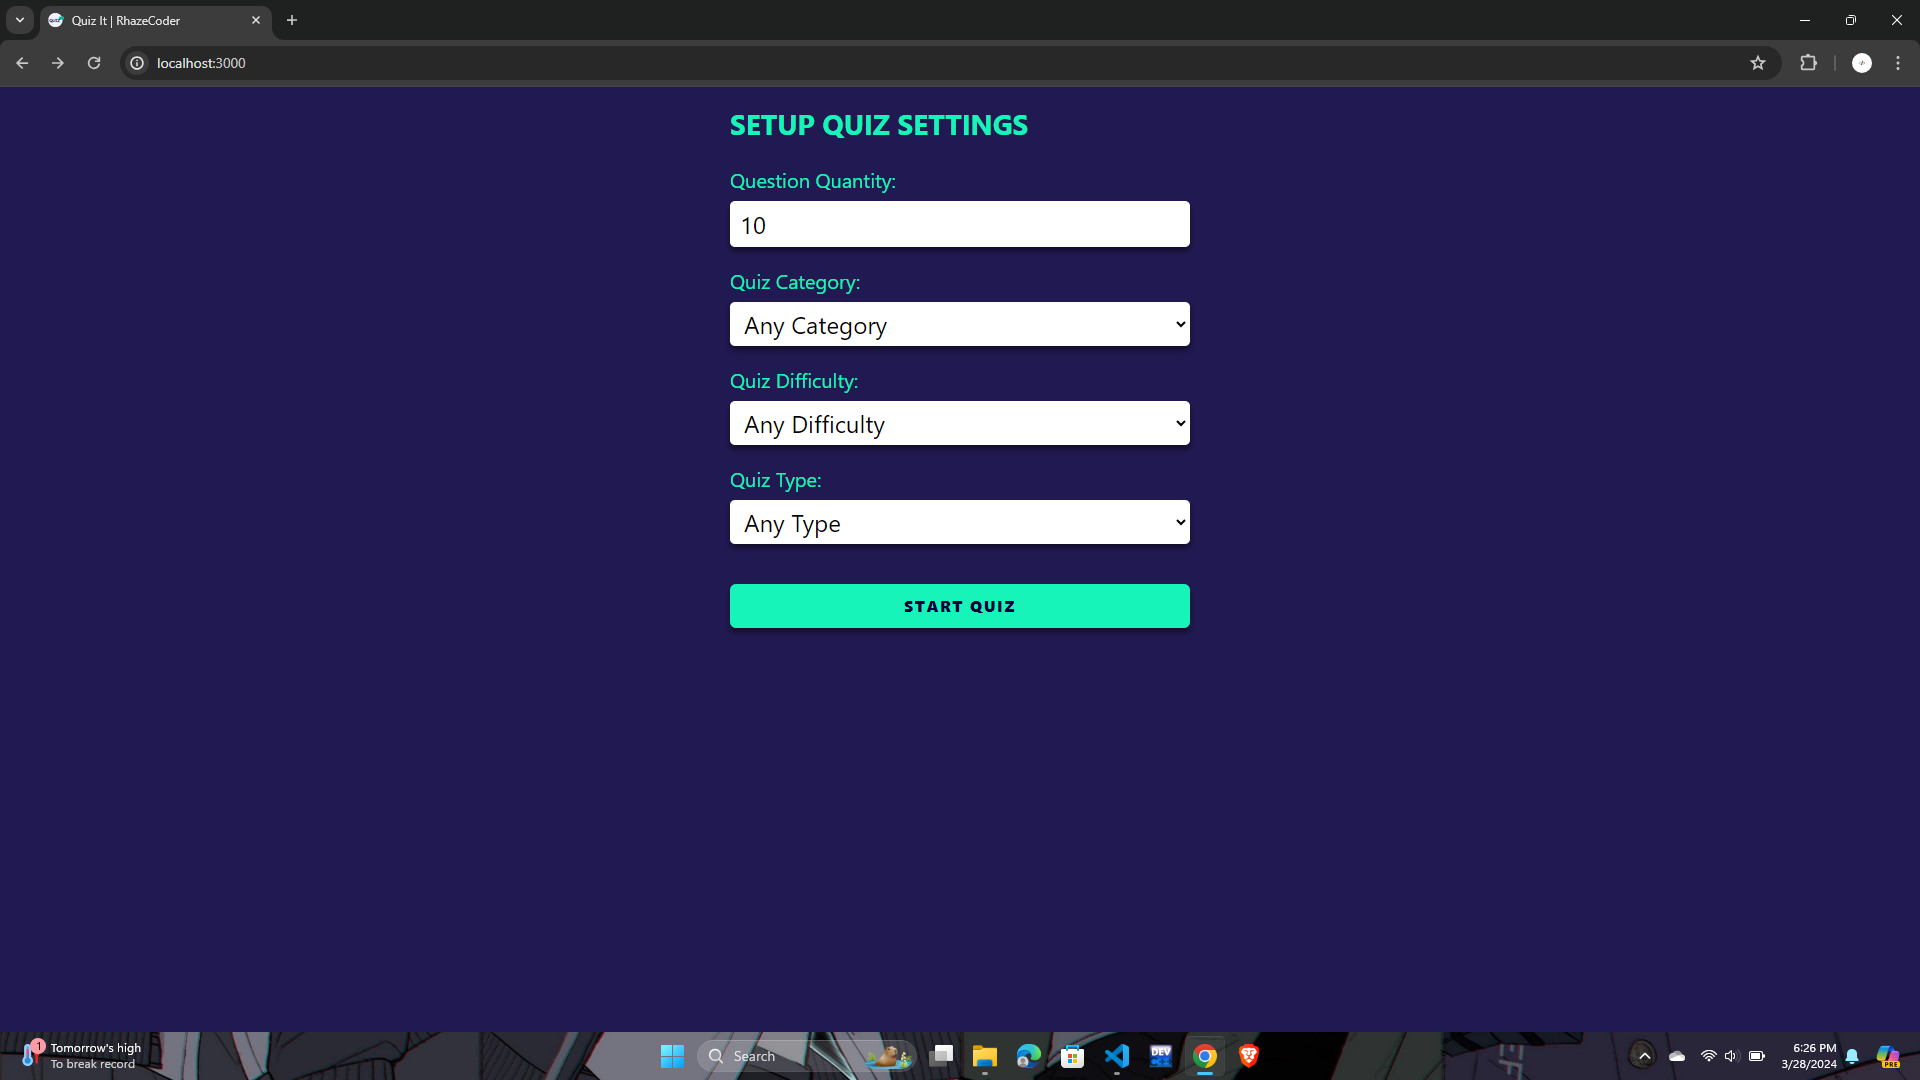 Quiz It | RhazeCoder
localhost:3000
SETUP QUIZ SETTINGS
Question Quantity:
10
Quiz Category:
Any Category
Quiz Difficulty:
Any Difficulty
Quiz Type:
Any Type
START QUIZ
1
Tomorrow's high
To break record
Search
DEV
6:26 PM
3/28/2024
PRE